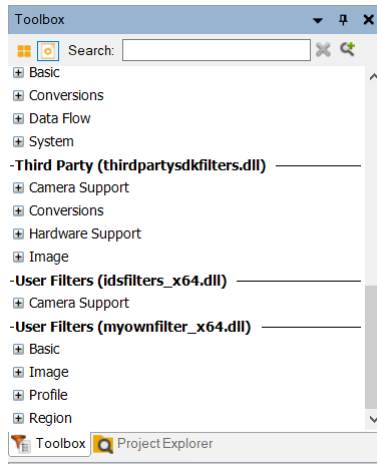 Toolbox
Search:
Basic
Conversions
Data Flow
System
-Third Party (thirdpartysdkfilters.dll)
Camera Support
Conversions
Hardware Support
Image
-User Filters (idsfilters_x64.dll)
Camera Support
-User Filters (myownfilter_x64.dll)
Basic
Image
Profile
Region
Toolbox Project Explorer